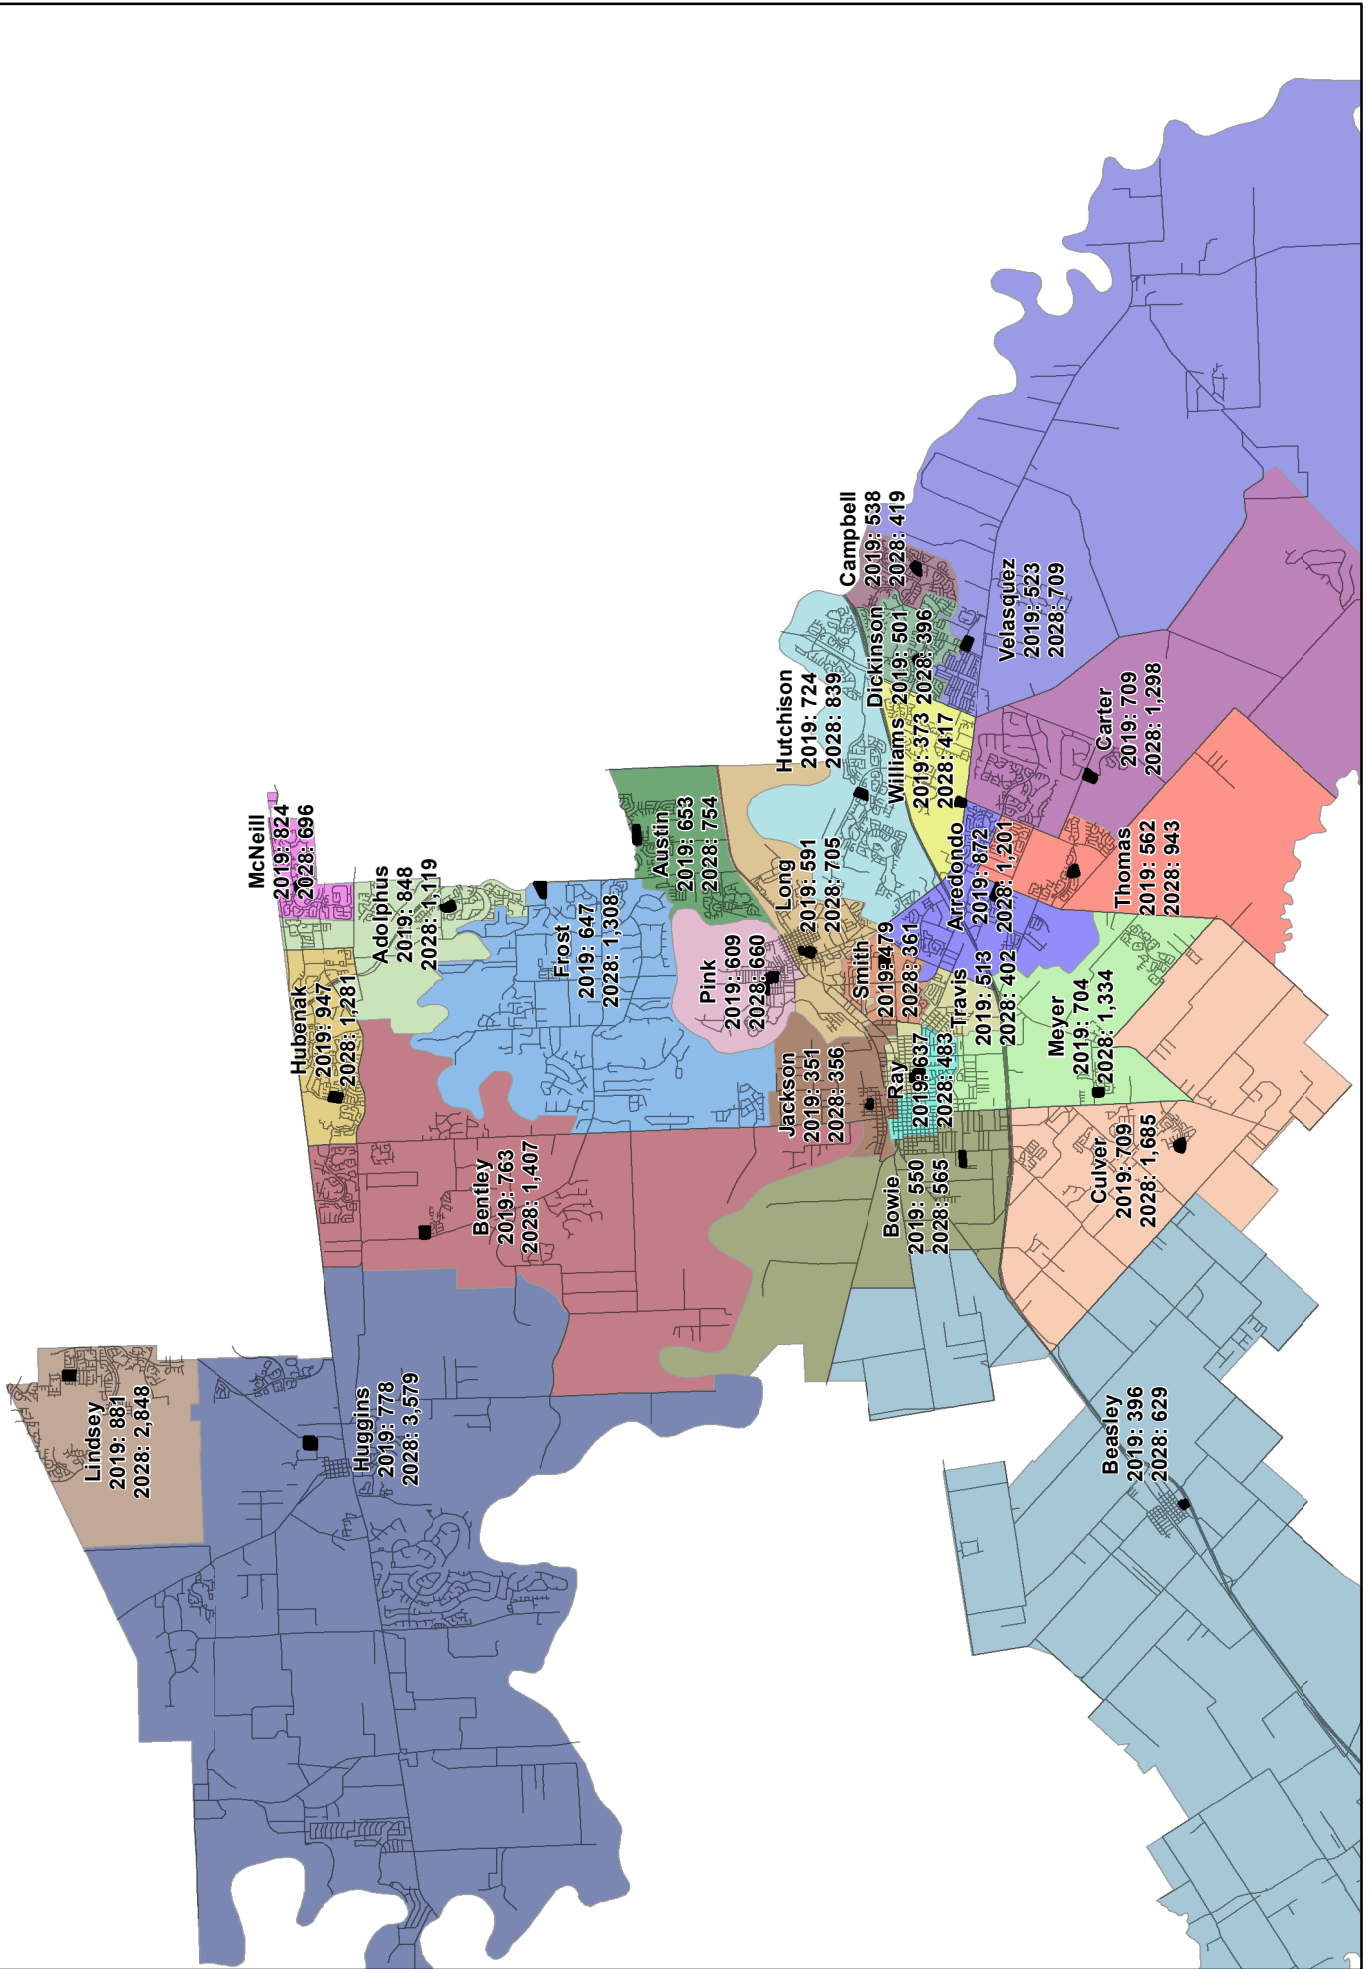 Lindsey
2019: 881
2028: 2,848
Huggins
2019: 778
2028: 3,579
McNeill
2019: 824
2028: 696
Hubenak
2019: 947
2028: 1,281
Adolphus
2019: 848
2028: 1,119
Bentley
2019: 763
2028: 1,407
Frost
2019: 647
2028: 1,308
Austin
2019: 653
2028: 754
Pink
2019: 609
2028: 660
Long
2019: 591
2028: 705
Jackson
2019: 351
2028: 356
Hutchison
2019: 724
2028: 839
Campbell
2019: 538
2028: 419
Dickinson
2019: 501
2028: 396
Williams
2019: 373
2028: 417
Smith
2019: 479
2028: 361
Ray
2019: 637
2028: 483
Bowie
2019: 550
2028: 565
Travis
2019: 513
2028: 402
Arredondo
2019: 872
2028: 1,201
Velasquez
2019: 523
2028: 709
Carter
2019: 709
2028: 1,298
Thomas
2019: 562
2028: 943
Meyer
2019: 704
2028: 1,334
Culver
2019: 709
2028: 1,685
Beasley
2019: 396
2028: 629